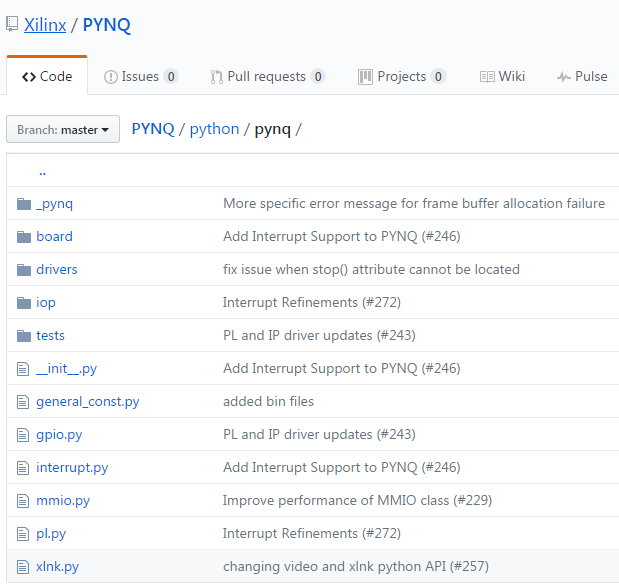 Xilinx / PYNQ
Code Issues 0 Pull requests 0 Projects 0 Wiki Pulse
Branch: master PYNQ / python / pynq /
..
_pynq More specific error message for frame buffer allocation failure
board Add Interrupt Support to PYNQ (#246)
drivers fix issue when stop() attribute cannot be located
iop Interrupt Refinements (#272)
tests PL and IP driver updates (#243)
__init__.py Add Interrupt Support to PYNQ (#246)
general_const.py added bin files
gpio.py PL and IP driver updates (#243)
interrupt.py Add Interrupt Support to PYNQ (#246)
mmio.py Improve performance of MMIO class (#229)
pl.py Interrupt Refinements (#272)
xlnk.py changing video and xlnk python API (#257)